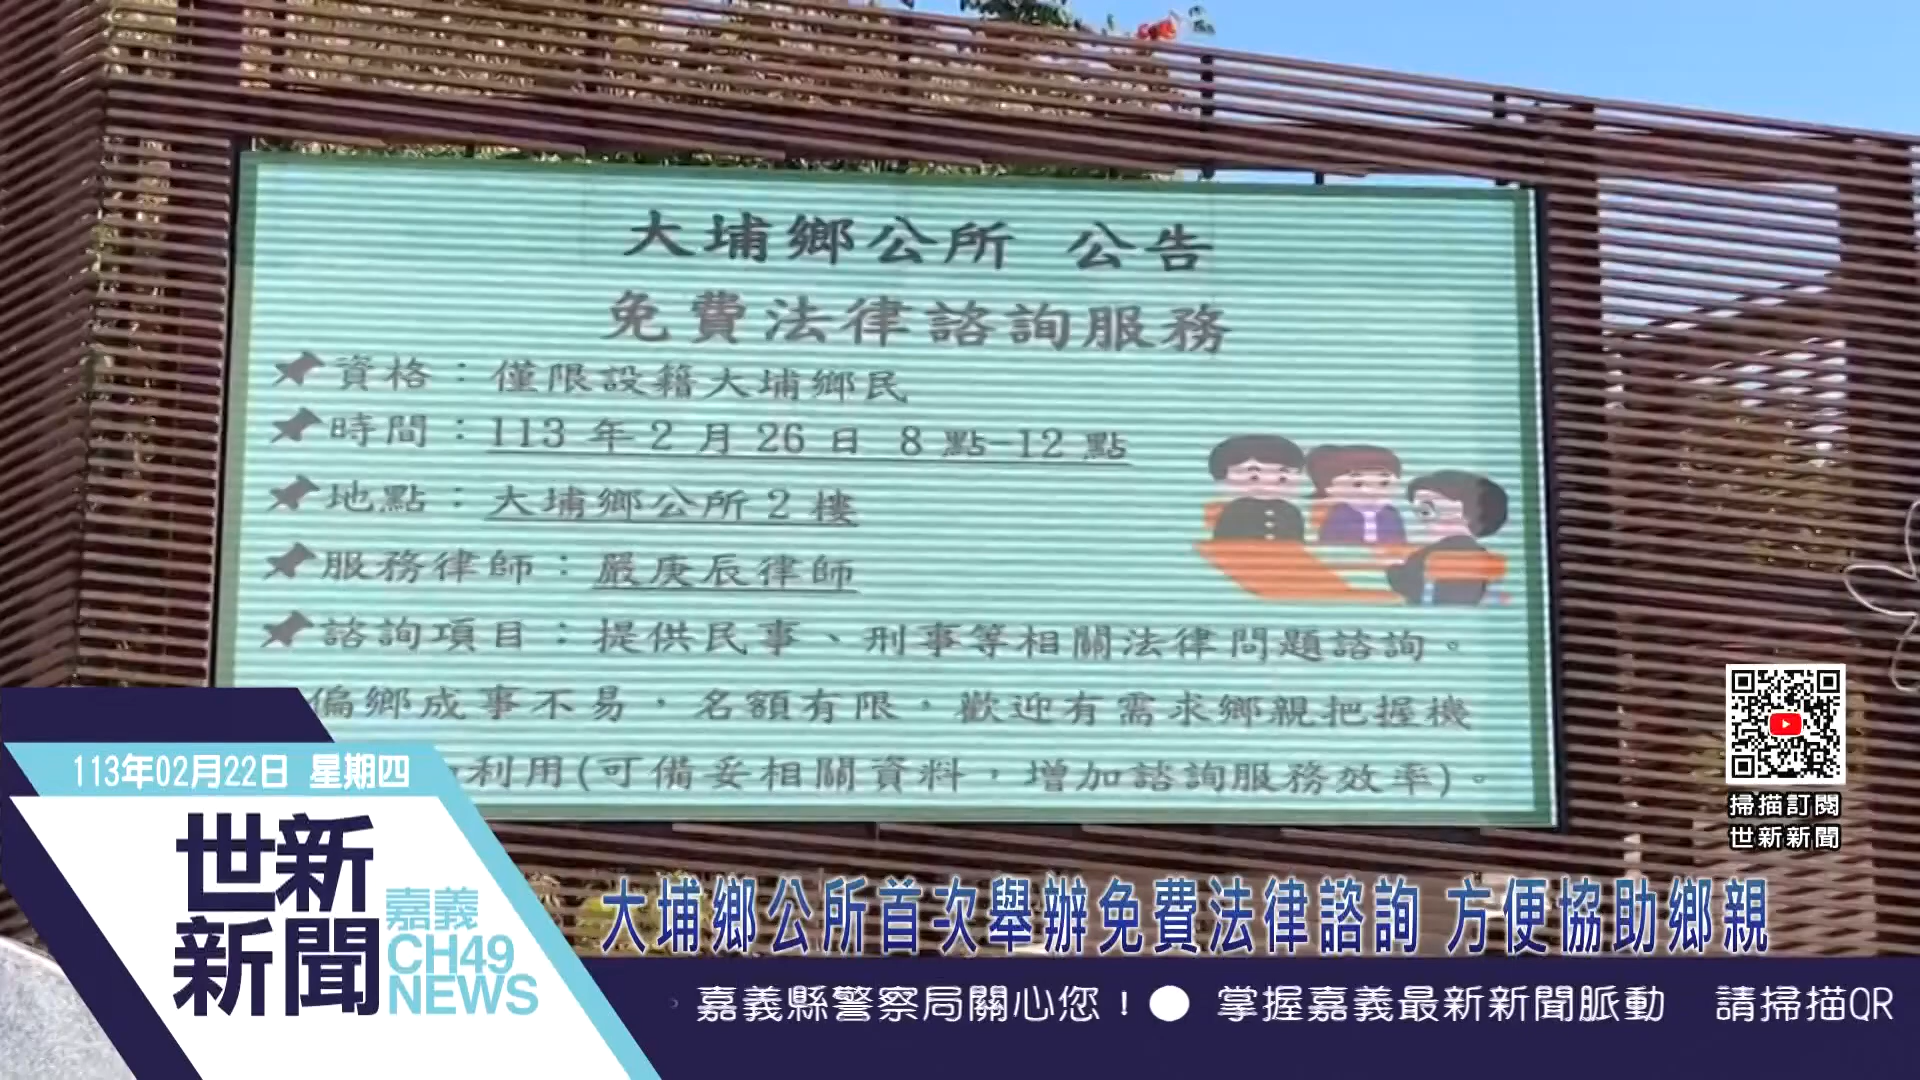 大埔鄉公所 公告
免費法律諮詢服務
資格：僅限設籍大埔鄉民
時間：113 年 2 月 26 日 8 點-12 點
地點：大埔鄉公所 2 樓
服務律師：嚴庚辰律師
諮詢項目：提供民事、刑事等相關法律問題諮詢。
偏鄉成事不易，名額有限，歡迎有需求鄉親把握機
利用(可備妥相關資料，增加諮詢服務效率)。
113年02月22日 星期四
世新
新聞
嘉義
CH49
NEWS
掃描訂閱
世新新聞
大埔鄉公所首次舉辦免費法律諮詢 方便協助鄉親
嘉義縣警察局關心您！● 掌握嘉義最新新聞脈動 請掃描QR